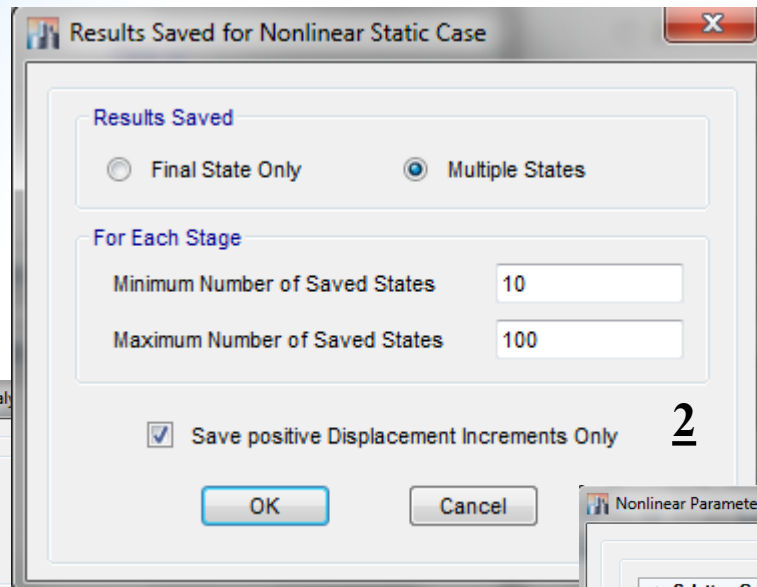 Results Saved for Nonlinear Static Case
Results Saved
Final State Only Multiple States
For Each Stage
Minimum Number of Saved States 10
Maximum Number of Saved States 100
Save positive Displacement Increments Only
2
OK Cancel
Nonlinear Paramete